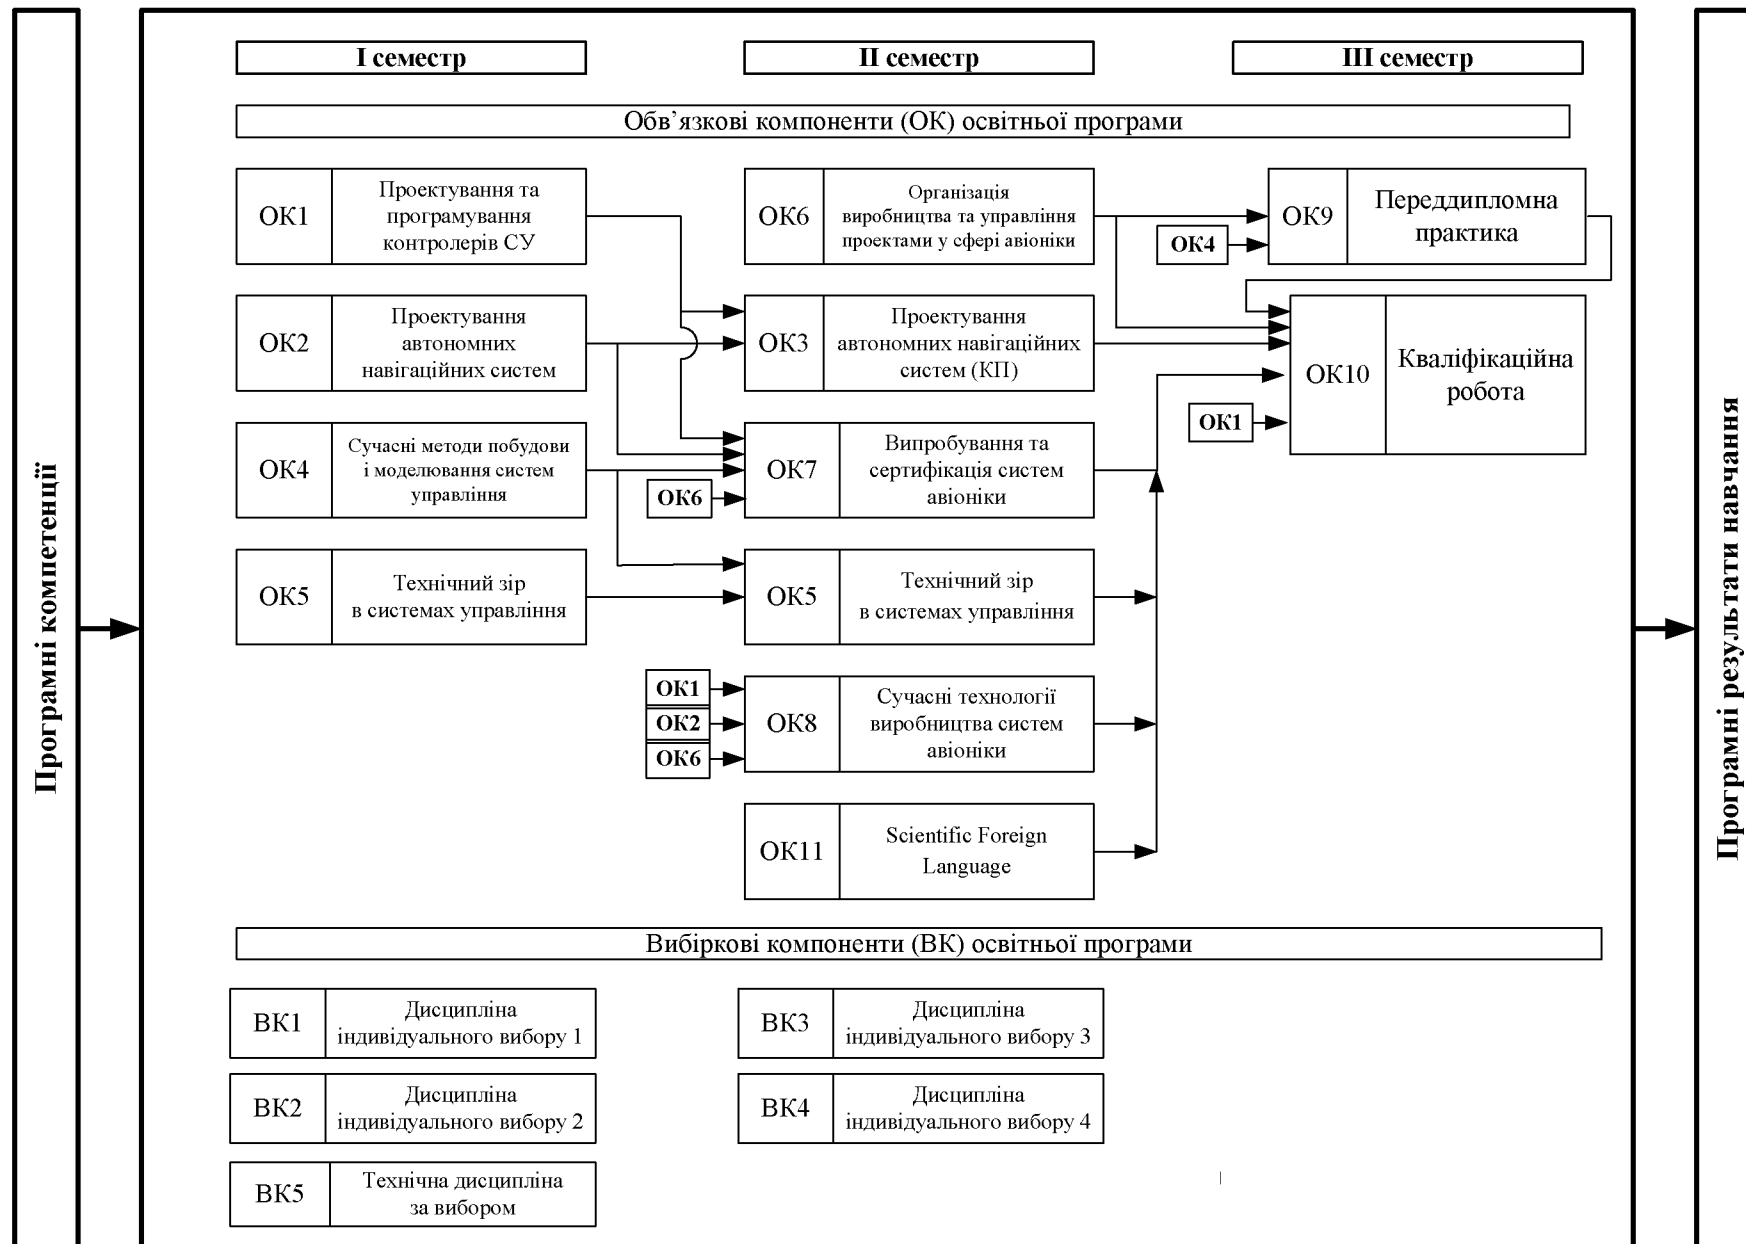 Програмні компетенції
I семестр
II семестр
III семестр
Обв’язкові компоненти (ОК) освітньої програми
ОК1
Проектування та
програмування
контролерів СУ
ОК6
Організація
виробництва та управління
проектами у сфері авіоніки
ОК4
ОК9
Переддипломна
практика
ОК2
Проектування
автономних
навігаційних систем
ОК3
Проектування
автономних навігаційних
систем (КП)
ОК10
Кваліфікаційна
робота
ОК1
ОК4
Сучасні методи побудови
і моделювання систем
управління
ОК6
ОК7
Випробування та
сертифікація систем
авіоніки
ОК5
Технічний зір
в системах управління
ОК5
Технічний зір
в системах управління
ОК1
ОК2
ОК6
ОК8
Сучасні технології
виробництва систем
авіоніки
ОК11
Scientific Foreign
Language
Вибіркові компоненти (ВК) освітньої програми
ВК1
Дисципліна
індивідуального вибору 1
ВК3
Дисципліна
індивідуального вибору 3
ВК2
Дисципліна
індивідуального вибору 2
ВК4
Дисципліна
індивідуального вибору 4
ВК5
Технічна дисципліна
за вибором
Програмні результати навчання